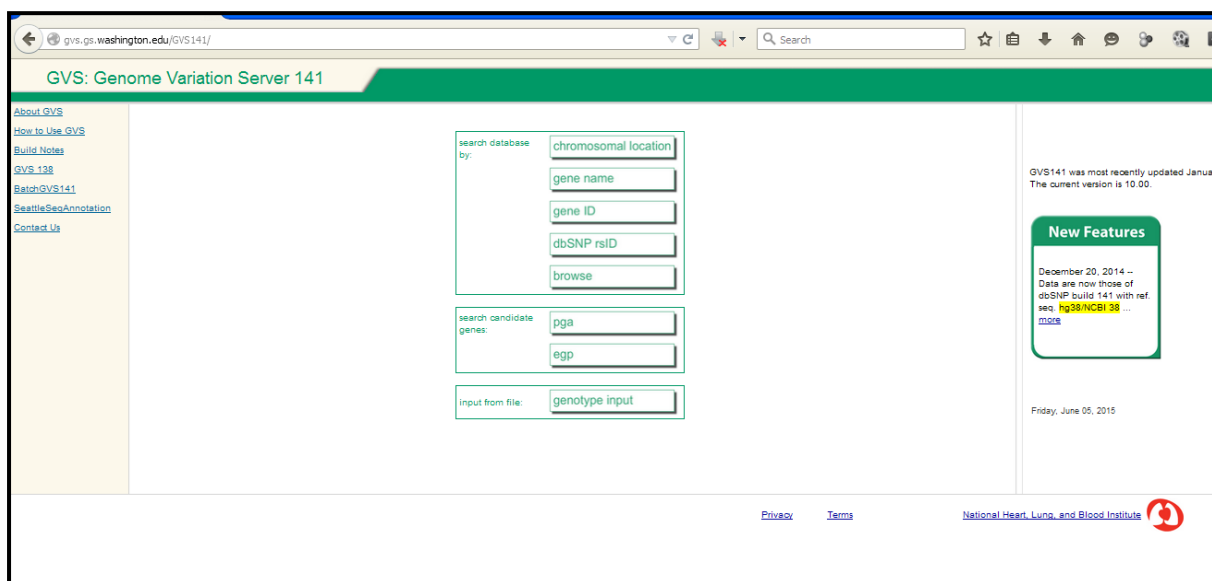 gvs.gs.washington.edu/GVS141/
Search
GVS: Genome Variation Server 141
About GVS
How to Use GVS
Build Notes
GVS 138
BatchGVS141
SeattleSeqAnnotation
Contact Us
search database
by:
chromosomal location
gene name
gene ID
dbSNP rsID
browse
search candidate
genes:
pga
egp
input from file:
genotype input
GVS141 was most recently updated Janua
The current version is 10.00.
New Features
December 20, 2014 --
Data are now those of
dbSNP build 141 with ref.
seq. hg38/NCBI 38 ...
more
Friday, June 05, 2015
Privacy
Terms
National Heart, Lung, and Blood Institute